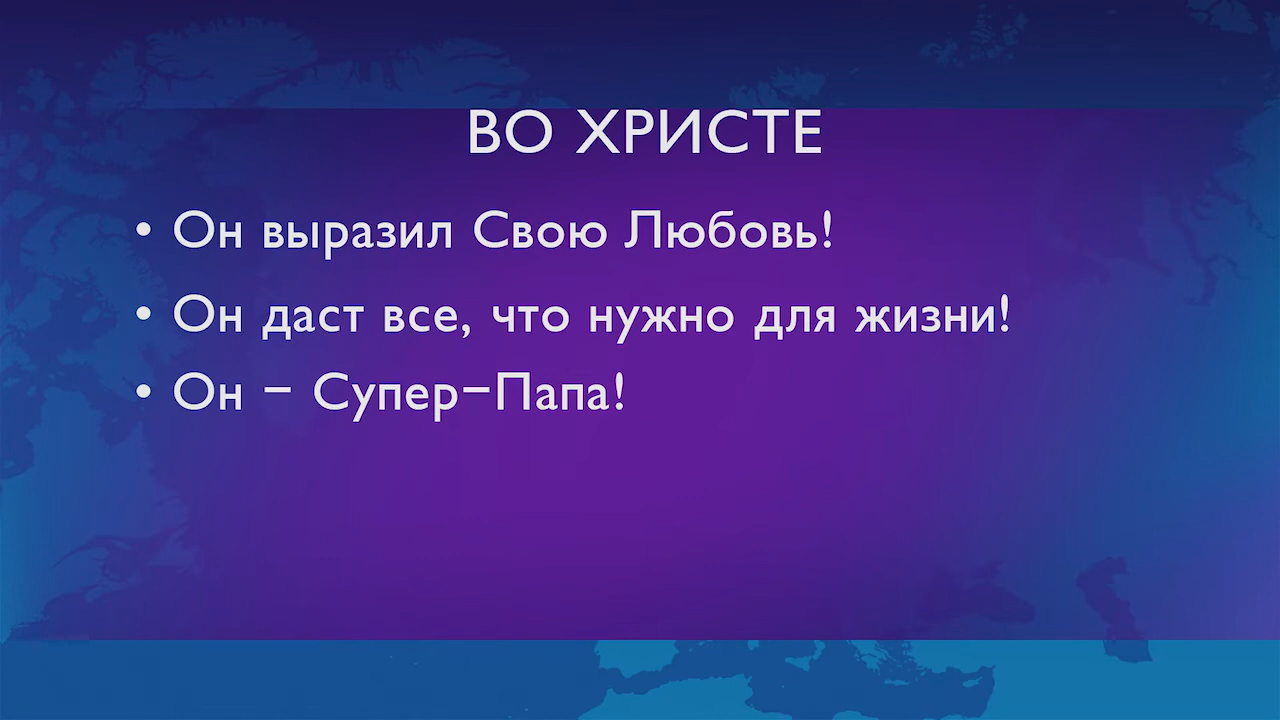 ВО ХРИСТЕ
• Он выразил Свою Любовь!
• Он даст все, что нужно для жизни!
• Он – Супер-Папа!